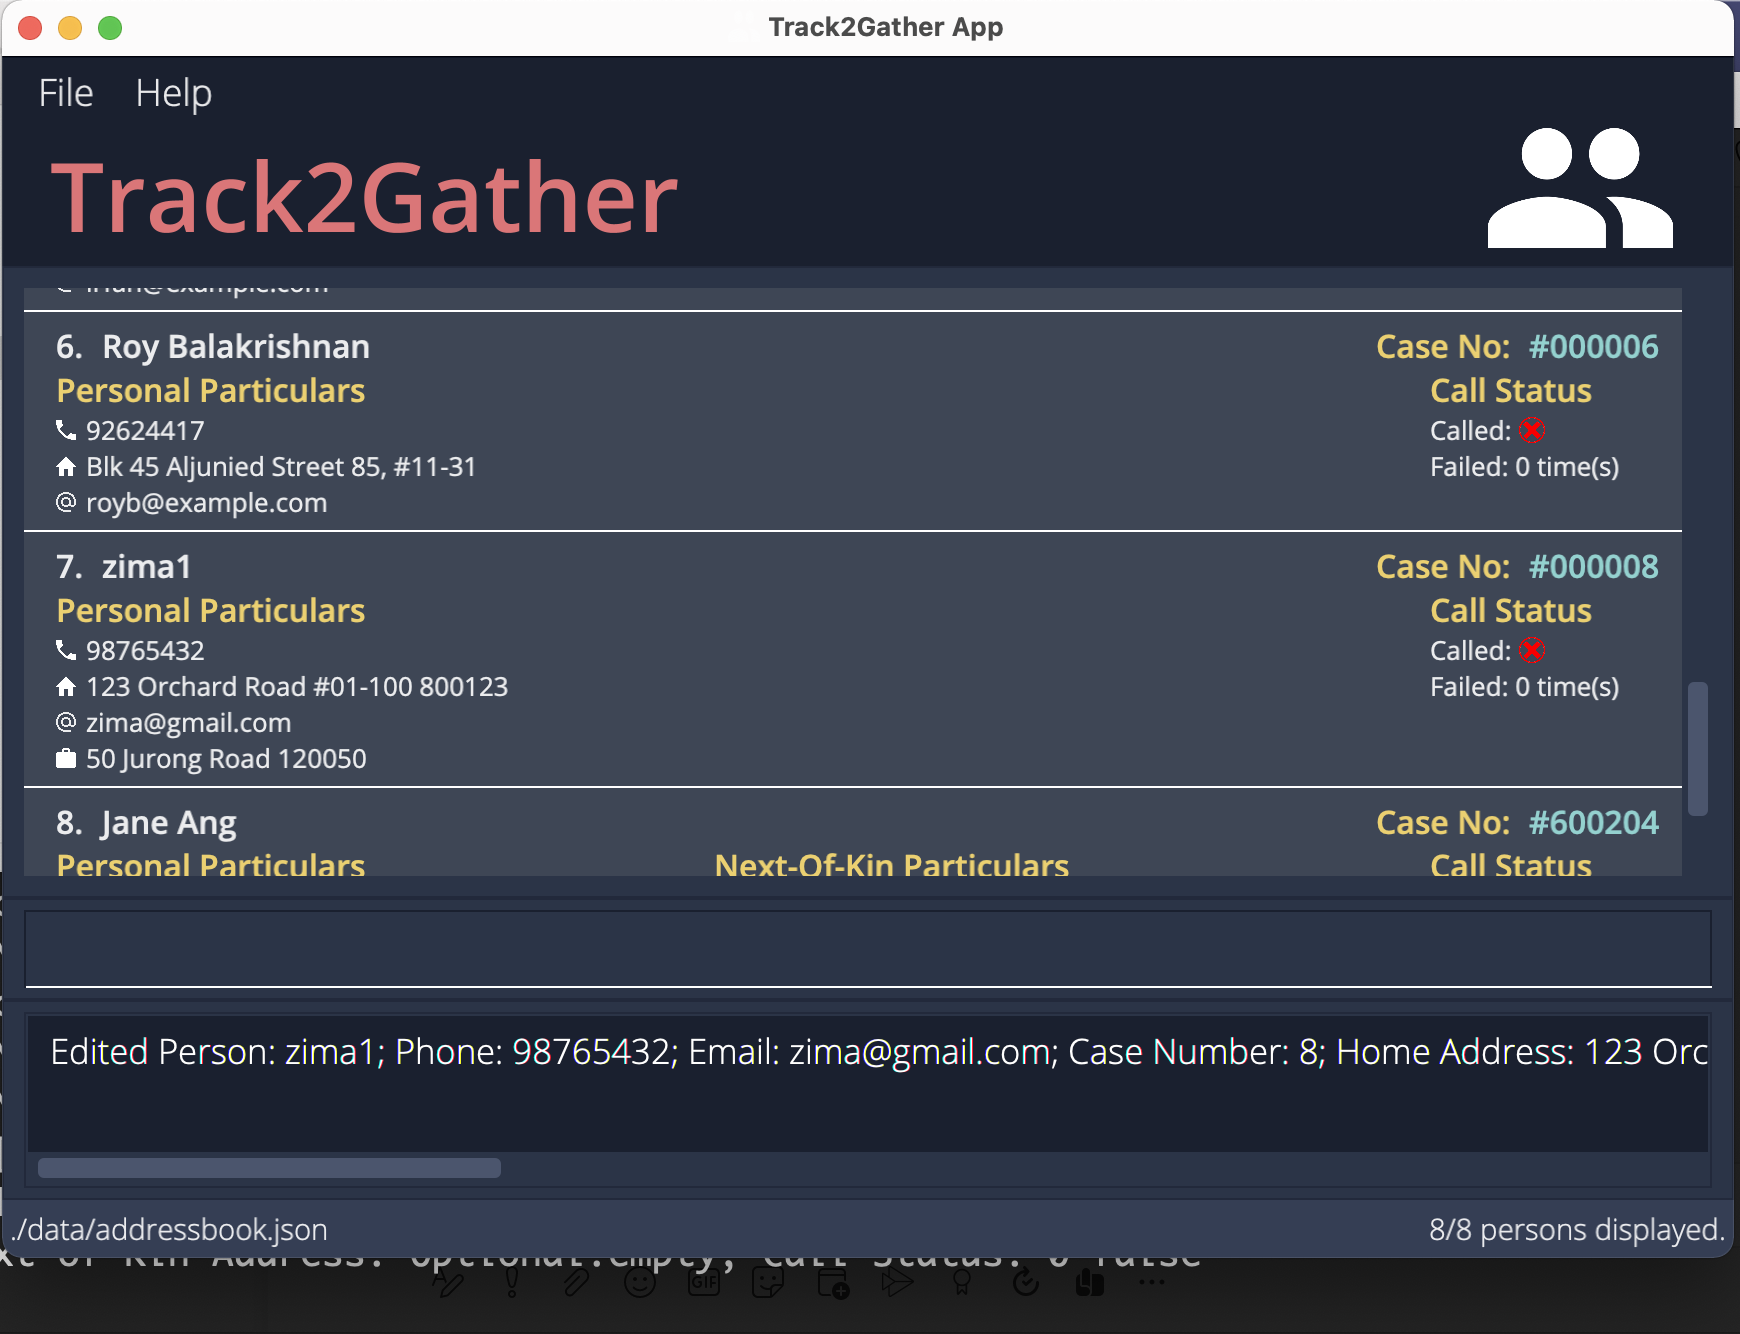 Track2Gather App
File Help
Track2Gather
irfan@example.com
6. Roy Balakrishnan Case No: #000006
Personal Particulars Call Status
92624417 Called:
Blk 45 Aljunied Street 85, #11-31 Failed: 0 time(s)
royb@example.com
7. zima1 Case No: #000008
Personal Particulars Call Status
98765432 Called:
123 Orchard Road #01-100 800123 Failed: 0 time(s)
zima@gmail.com
50 Jurong Road 120050
8. Jane Ang Case No: #600204
Personal Particulars Next-Of-Kin Particulars Call Status
Edited Person: zima1; Phone: 98765432; Email: zima@gmail.com; Case Number: 8; Home Address: 123 Orc
./data/addressbook.json 8/8 persons displayed.
xt Of Kin Address: Optional.empty; Call Status: 0 false
GIF